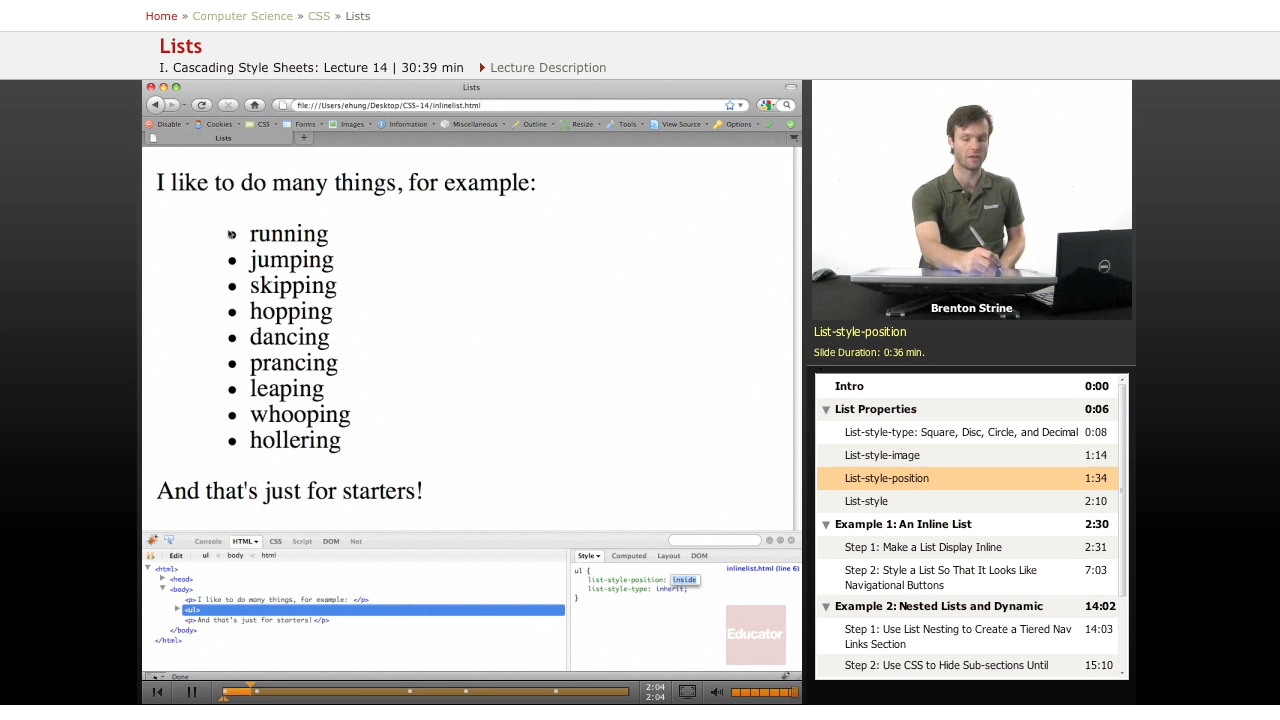 Home » Computer Science » CSS » Lists
Lists
I. Cascading Style Sheets: Lecture 14 | 30:39 min
Lecture Description
Lists
file:///Users/ehung/Desktop/CSS-14/inlinelist.html
Disable Cookies CSS Forms Images Information Miscellaneous Outline Resize Tools View Source Options
Lists
I like to do many things, for example:
• running
• jumping
• skipping
• hopping
• dancing
• prancing
• leaping
• whooping
• hollering
And that's just for starters!
Console HTML CSS Script DOM Net
Edit ul < body < html
<html>
<head>
<body>
<p>I like to do many things, for example: </p>
<ul>
<p>And that's just for starters!</p>
</body>
</html>
Style Computed Layout DOM
ul { inlinelist.html (line 6)
list-style-position: inside
list-style-type: inherit;
}
Educator
Done
2:04
2:04
DELL
Brenton Strine
List-style-position
Slide Duration: 0:36 min.
Intro 0:00
List Properties 0:06
List-style-type: Square, Disc, Circle, and Decimal 0:08
List-style-image 1:14
List-style-position 1:34
List-style 2:10
Example 1: An Inline List 2:30
Step 1: Make a List Display Inline 2:31
Step 2: Style a List So That It Looks Like 7:03
Navigational Buttons
Example 2: Nested Lists and Dynamic 14:02
Step 1: Use List Nesting to Create a Tiered Nav 14:03
Links Section
Step 2: Use CSS to Hide Sub-sections Until 15:10